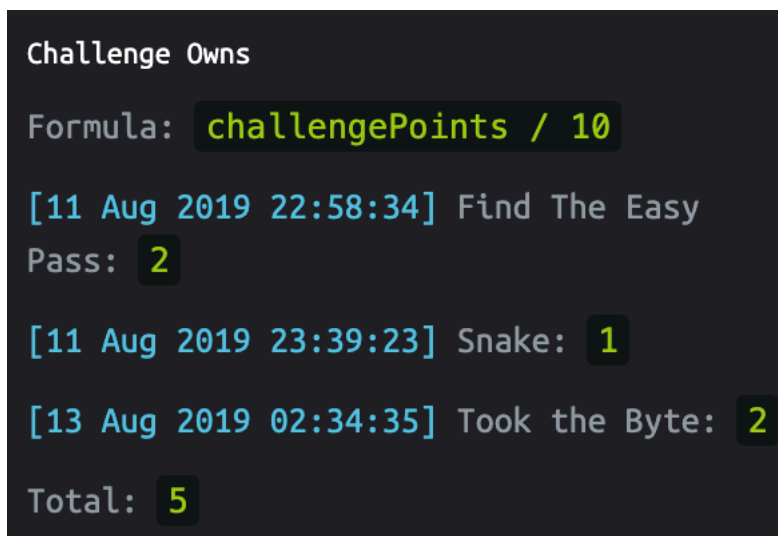 Challenge Owns
Formula: challengePoints / 10
[11 Aug 2019 22:58:34] Find The Easy
Pass: 2
[11 Aug 2019 23:39:23] Snake: 1
[13 Aug 2019 02:34:35] Took the Byte: 2
Total: 5